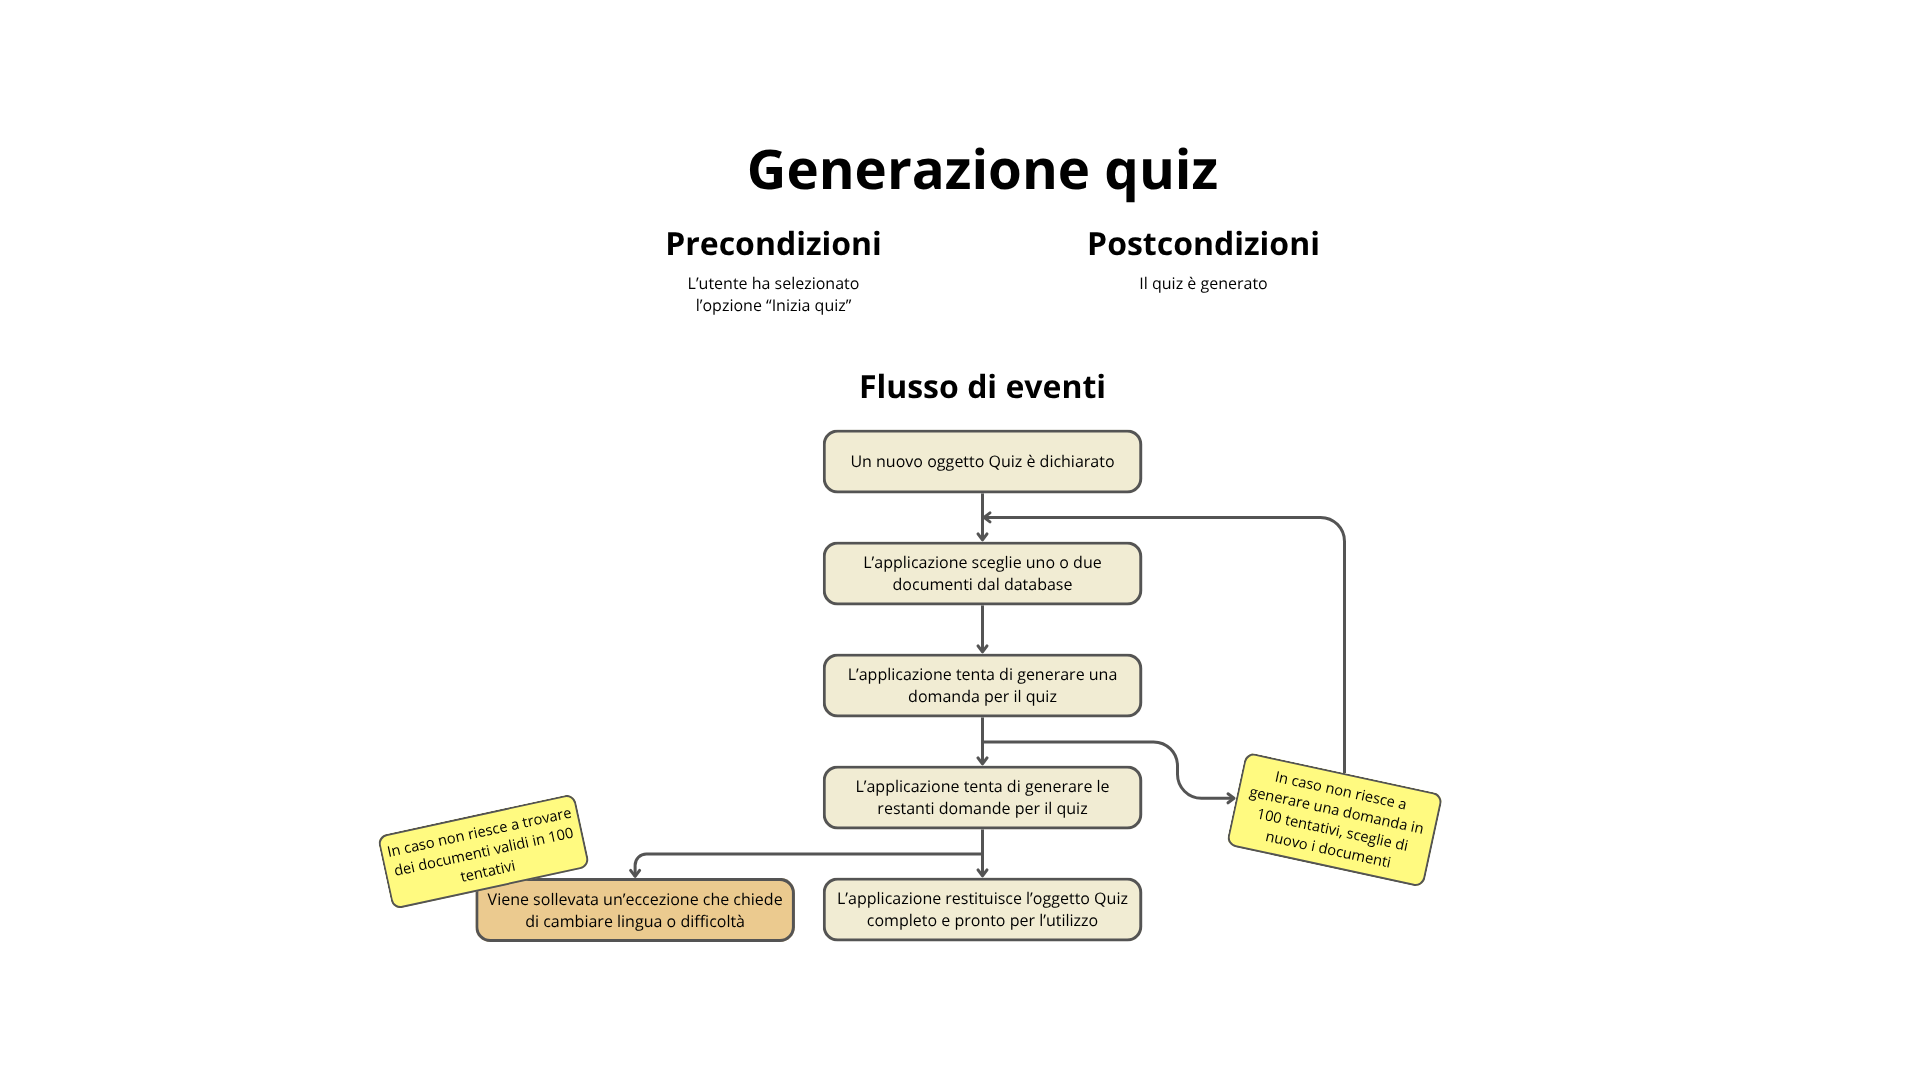 Generazione quiz
Precondizioni
L’utente ha selezionato
l’opzione “Inizia quiz”
Postcondizioni
Il quiz è generato
Flusso di eventi
Un nuovo oggetto Quiz è dichiarato
L’applicazione sceglie uno o due
documenti dal database
L’applicazione tenta di generare una
domanda per il quiz
L’applicazione tenta di generare le
restanti domande per il quiz
In caso non riesce a
generare una domanda in
100 tentativi, sceglie di
nuovo i documenti
In caso non riesce a trovare
dei documenti validi in 100
tentativi
Viene sollevata un’eccezione che chiede
di cambiare lingua o difficoltà
L’applicazione restituisce l’oggetto Quiz
completo e pronto per l’utilizzo